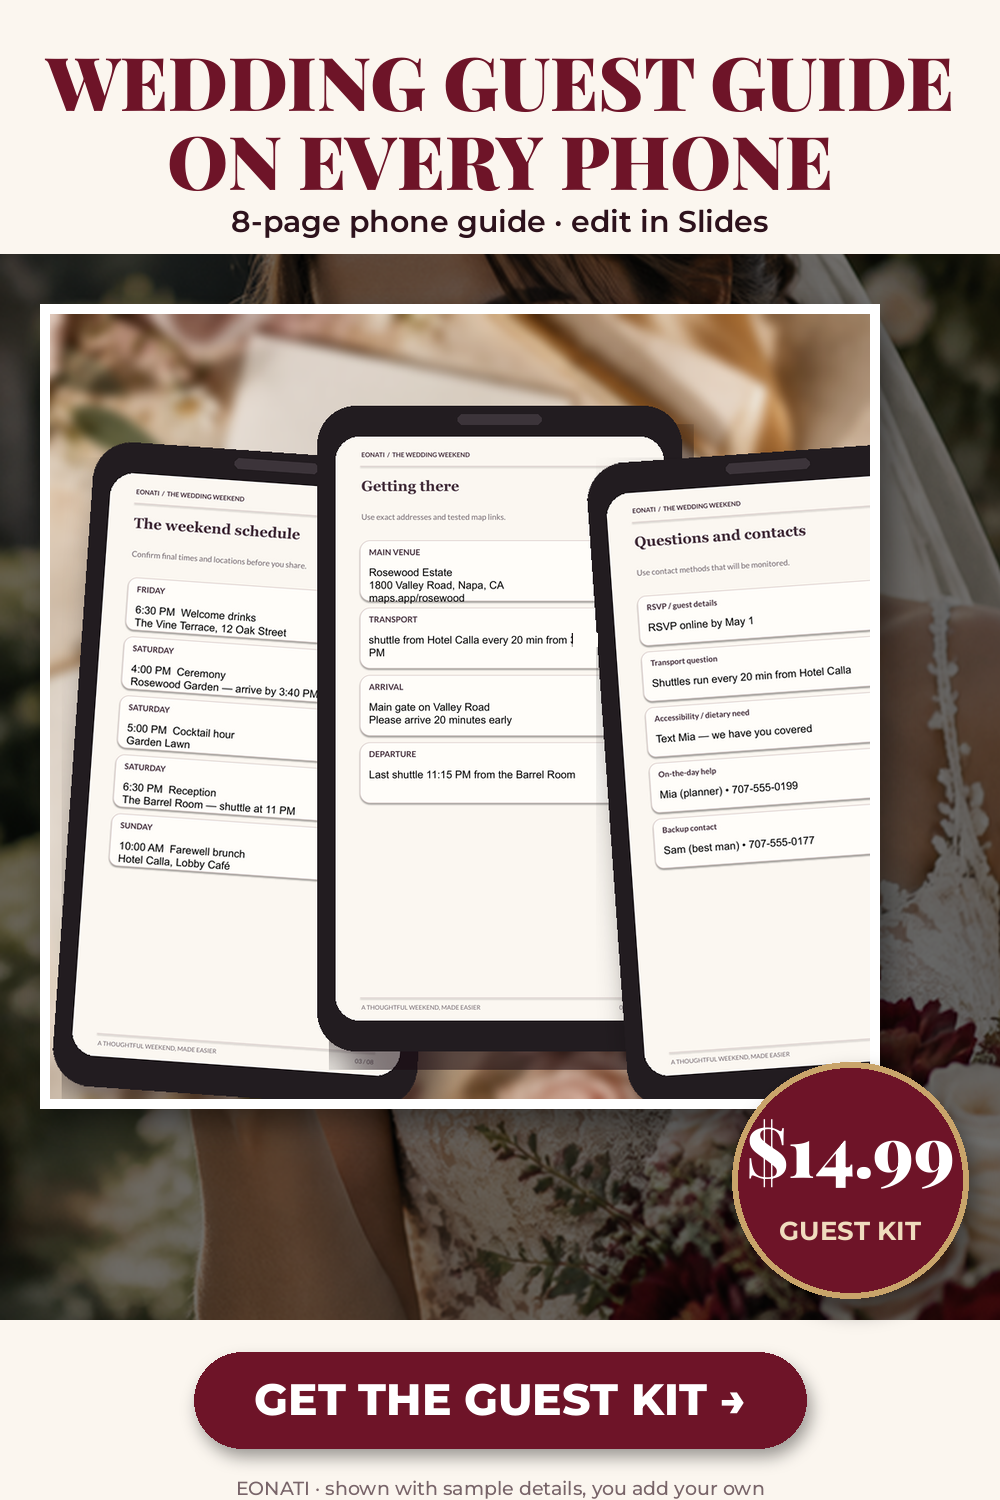 WEDDING GUEST GUIDE
ON EVERY PHONE
8-page phone guide · edit in Slides
EONATI / THE WEDDING WEEKEND
The weekend schedule
Confirm final times and locations before you share.
FRIDAY
6:30 PM Welcome drinks
The Vine Terrace, 12 Oak Street
SATURDAY
4:00 PM Ceremony
Rosewood Garden — arrive by 3:40 PM
SATURDAY
5:00 PM Cocktail hour
Garden Lawn
SATURDAY
6:30 PM Reception
The Barrel Room — shuttle at 11 PM
SUNDAY
10:00 AM Farewell brunch
Hotel Calla, Lobby Café
A THOUGHTFUL WEEKEND, MADE EASIER
03 / 08
EONATI / THE WEDDING WEEKEND
Getting there
Use exact addresses and tested map links.
MAIN VENUE
Rosewood Estate
1800 Valley Road, Napa, CA
maps.app/rosewood
TRANSPORT
shuttle from Hotel Calla every 20 min from
PM
ARRIVAL
Main gate on Valley Road
Please arrive 20 minutes early
DEPARTURE
Last shuttle 11:15 PM from the Barrel Room
A THOUGHTFUL WEEKEND, MADE EASIER
EONATI / THE WEDDING WEEKEND
Questions and contacts
Use contact methods that will be monitored.
RSVP / guest details
RSVP online by May 1
Transport question
Shuttles run every 20 min from Hotel Calla
Accessibility / dietary need
Text Mia — we have you covered
On-the-day help
Mia (planner) • 707-555-0199
Backup contact
Sam (best man) • 707-555-0177
A THOUGHTFUL WEEKEND, MADE EASIER
$14.99
GUEST KIT
GET THE GUEST KIT →
EONATI · shown with sample details, you add your own